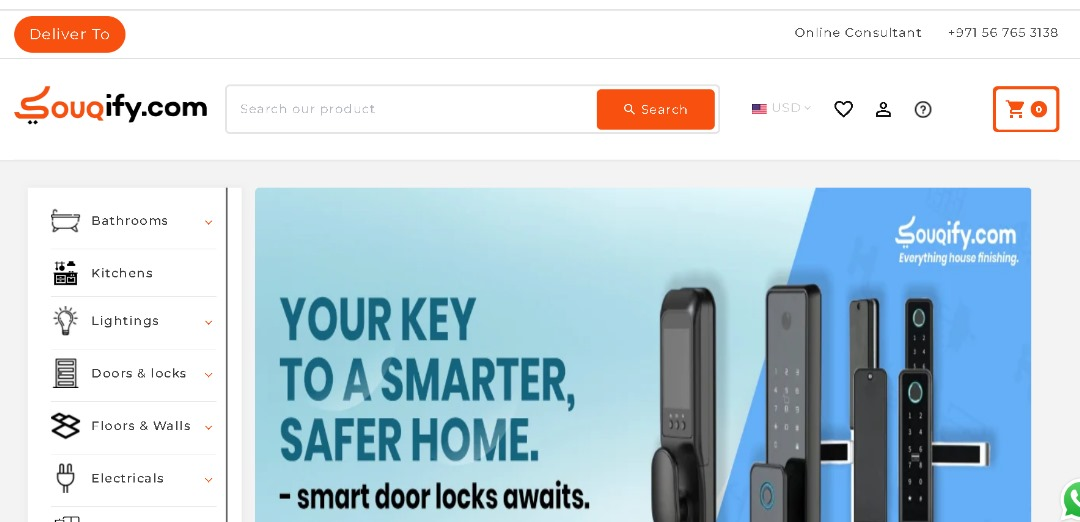 Deliver To
Online Consultant
+971 56 765 3138
Souqify.com
Search our product
Search
USD
0
Bathrooms
Kitchens
Lightings
Doors & locks
Floors & Walls
Electricals
Souqify.com
Everything house finishing.
YOUR KEY
TO A SMARTER,
SAFER HOME.
- smart door locks awaits.